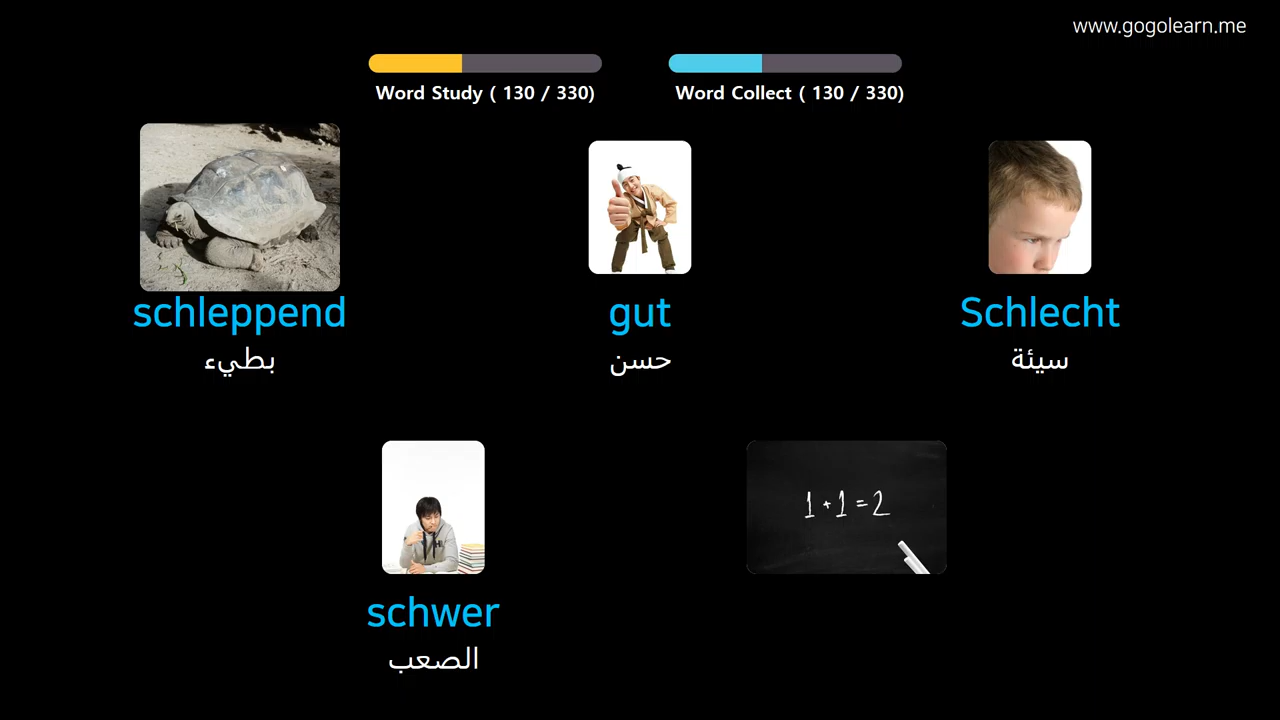 www.gogolearn.me
Word Study ( 130 / 330)
Word Collect ( 130 / 330)
schleppend
بطيء
gut
حسن
Schlecht
سيئة
1+1=2
schwer
الصعب